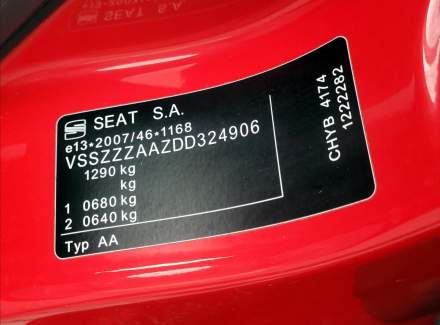 SEAT S.A.
e13*2007/46*1168
VSSZZZAAZDD324906
1290 kg
kg
1 0680 kg
2 0640 kg
Typ AA
CHYB 4174
1222282